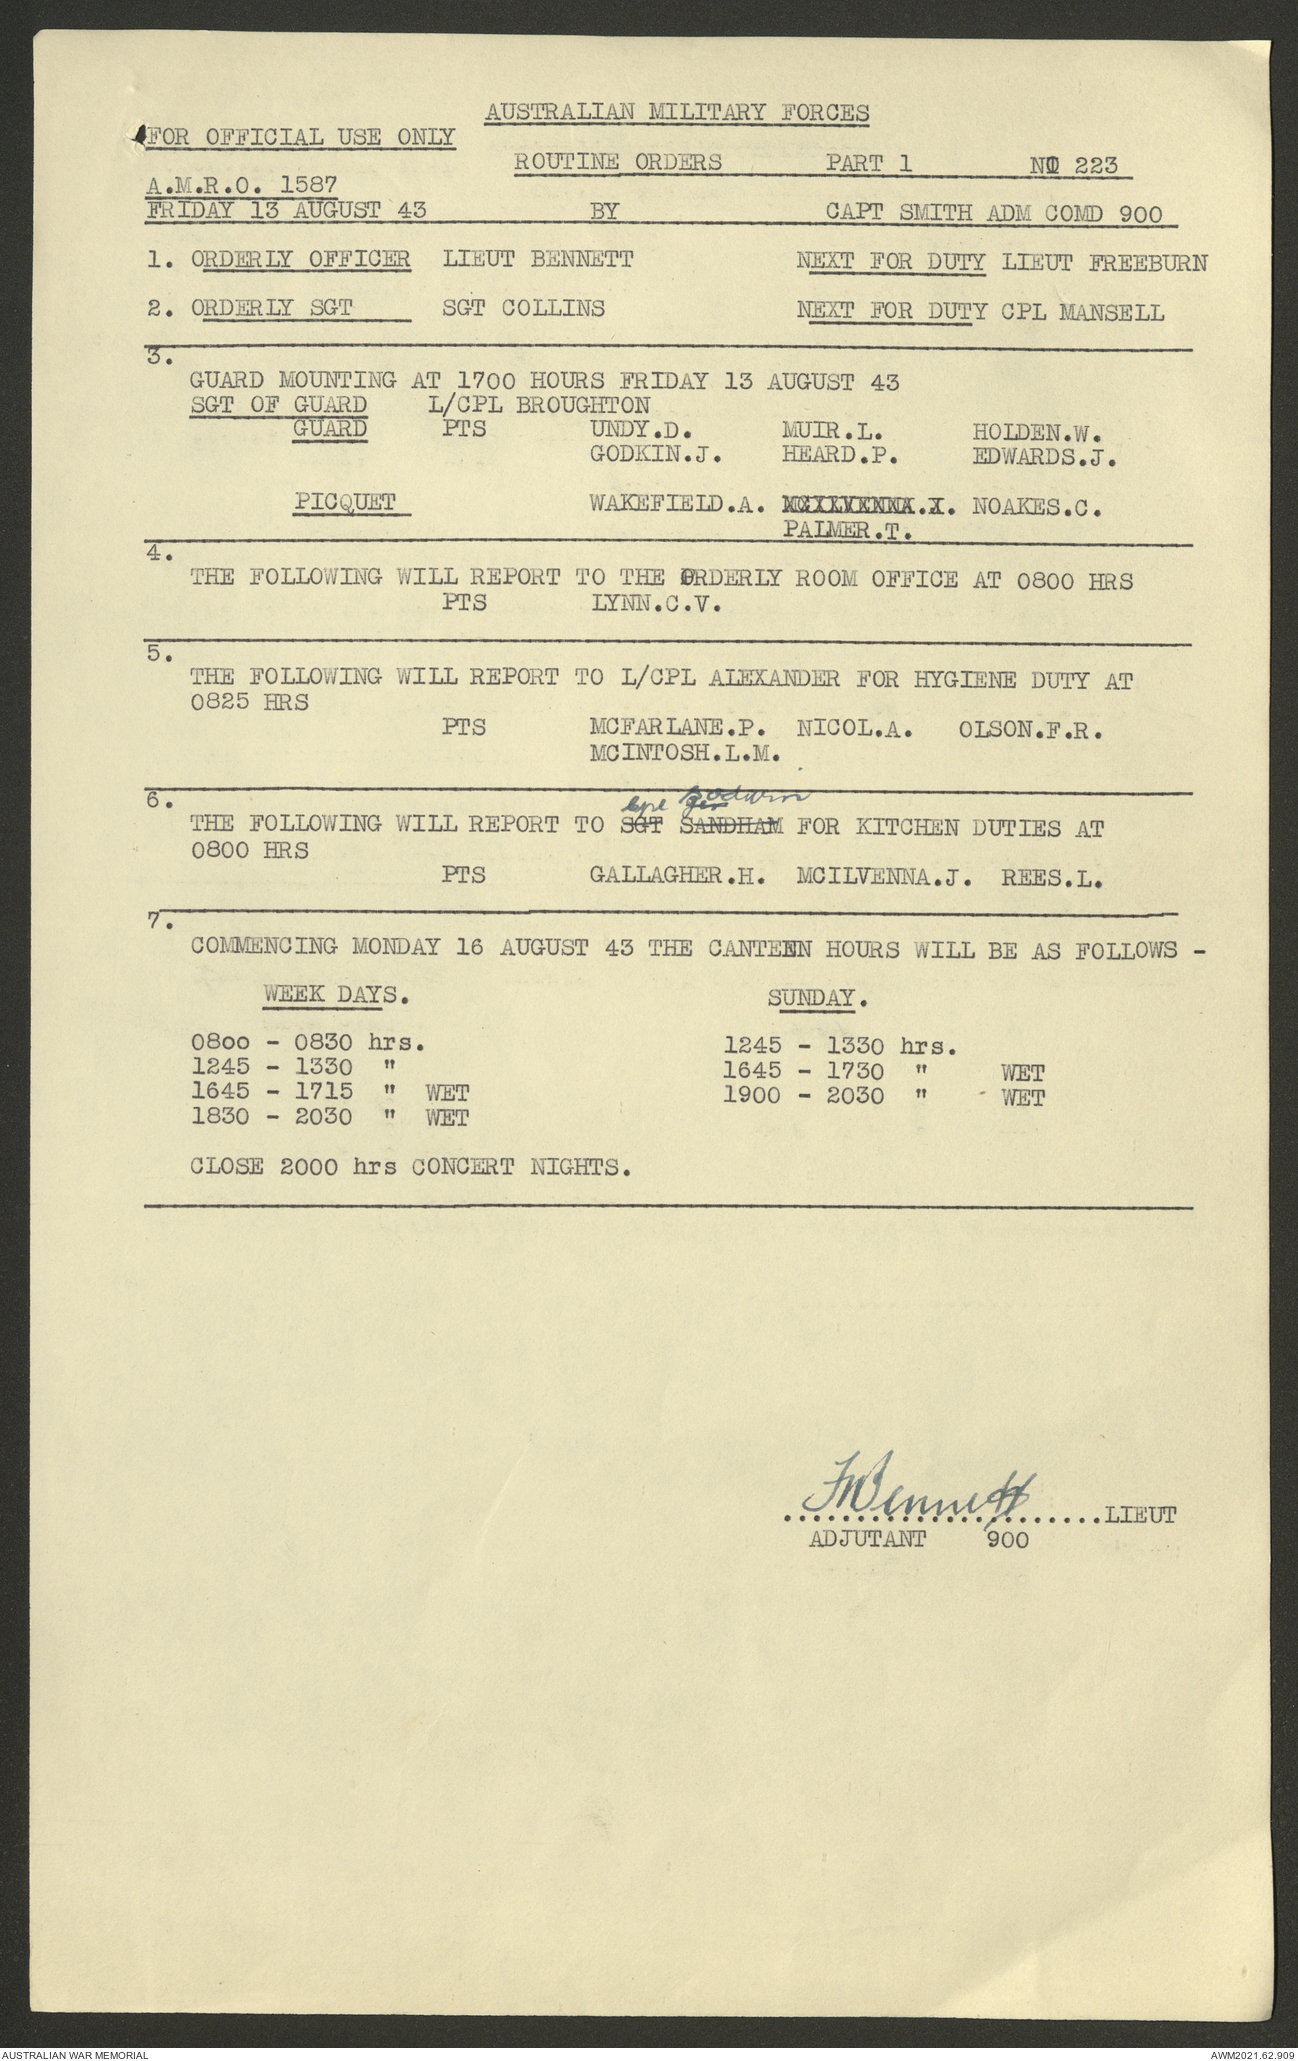 AUSTRALIAN MILITARY FORCES
FOR OFFICIAL USE ONLY
ROUTINE ORDERS PART 1 NO 223
A.M.R.O. 1587
FRIDAY 13 AUGUST 43 BY CAPT SMITH ADM COMD 900
1. ORDERLY OFFICER LIEUT BENNETT NEXT FOR DUTY LIEUT FREEBURN
2. ORDERLY SGT SGT COLLINS NEXT FOR DUTY CPL MANSELL
3.
GUARD MOUNTING AT 1700 HOURS FRIDAY 13 AUGUST 43
SGT OF GUARD L/CPL BROUGHTON
GUARD PTS UNDY.D. MUIR.L. HOLDEN.W.
GODKIN.J. HEARD.P. EDWARDS.J.
PICQUET WAKEFIELD.A. MCILVENNA.J. NOAKES.C.
PALMER.T.
4.
THE FOLLOWING WILL REPORT TO THE ORDERLY ROOM OFFICE AT 0800 HRS
PTS LYNN.C.V.
5.
THE FOLLOWING WILL REPORT TO L/CPL ALEXANDER FOR HYGIENE DUTY AT
0825 HRS
PTS MCFARLANE.P. NICOL.A. OLSON.F.R.
MCINTOSH.L.M.
6.
Cpl Godwin
THE FOLLOWING WILL REPORT TO SGT SANDHAM FOR KITCHEN DUTIES AT
0800 HRS
PTS GALLAGHER.H. MCILVENNA.J. REES.L.
7.
COMMENCING MONDAY 16 AUGUST 43 THE CANTEEN HOURS WILL BE AS FOLLOWS -
WEEK DAYS. SUNDAY.
0800 - 0830 hrs. 1245 - 1330 hrs.
1245 - 1330 " 1645 - 1730 " WET
1645 - 1715 " WET 1900 - 2030 " - WET
1830 - 2030 " WET
CLOSE 2000 hrs CONCERT NIGHTS.
FWBennett
......................LIEUT
ADJUTANT 900
AUSTRALIAN WAR MEMORIAL AWM2021.62.909